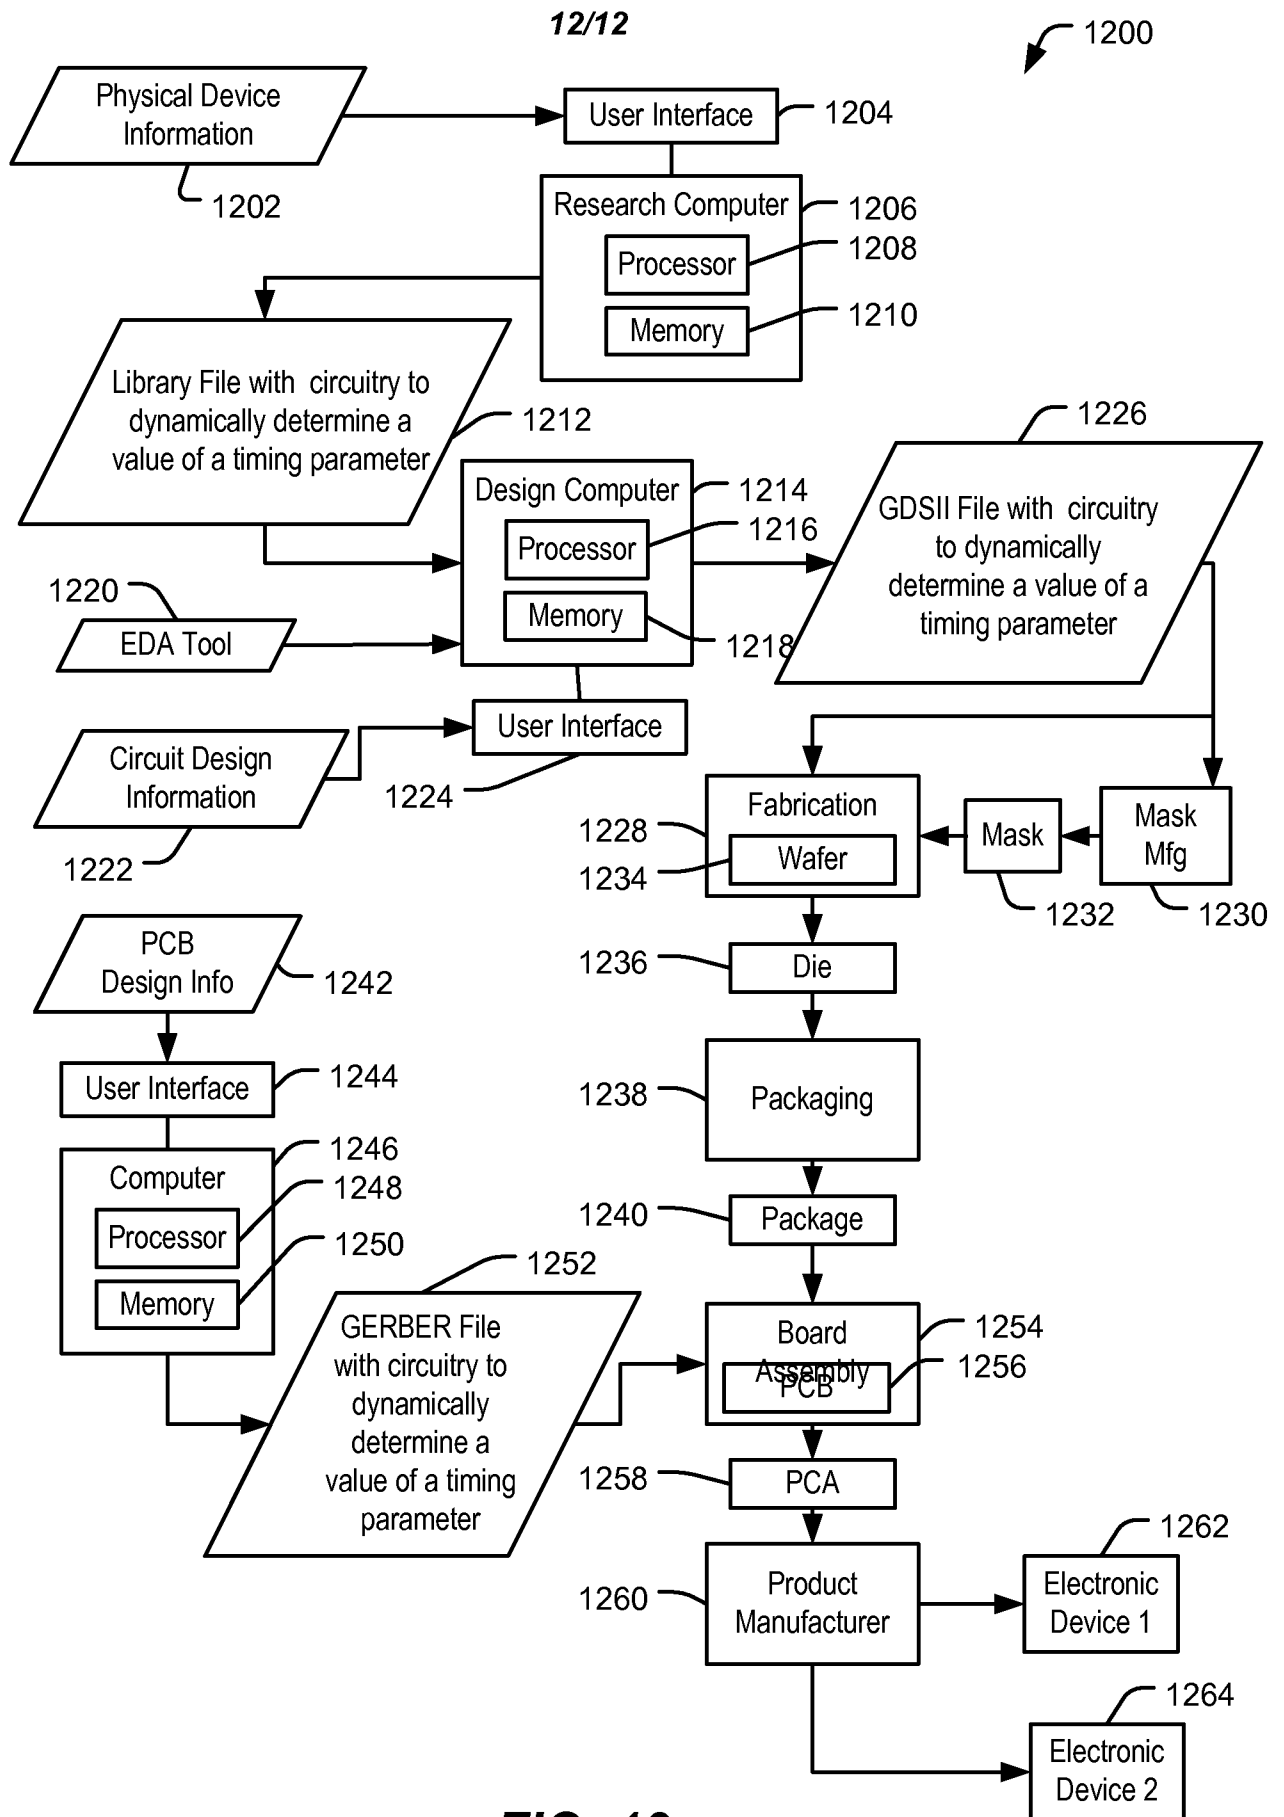 12/12
1200
Physical Device
Information
1202
User Interface
1204
Research Computer
1206
Processor
1208
Memory
1210
Library File with circuitry to
dynamically determine a
value of a timing parameter
1212
Design Computer
1214
Processor
1216
Memory
1218
1220
EDA Tool
User Interface
1224
Circuit Design
Information
1222
1226
GDSII File with circuitry
to dynamically
determine a value of a
timing parameter
Fabrication
1228
Wafer
1234
Mask
1232
Mask
Mfg
1230
Die
1236
Packaging
1238
Package
1240
PCB
Design Info
1242
User Interface
1244
Computer
1246
Processor
1248
Memory
1250
1252
GERBER File
with circuitry to
dynamically
determine a
value of a timing
parameter
Board
Assembly
1254
PCB
1256
PCA
1258
Product
Manufacturer
1260
1262
Electronic
Device 1
1264
Electronic
Device 2